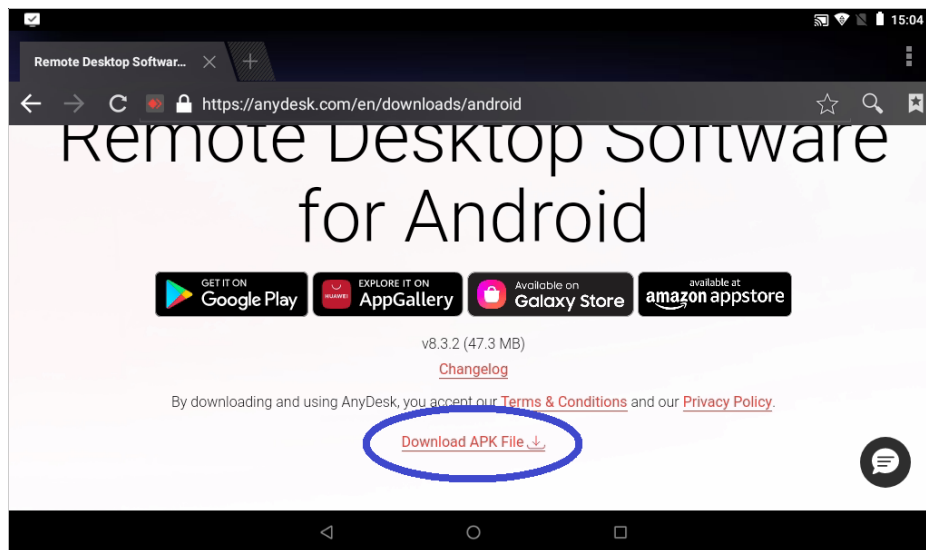 15:04
Remote Desktop Softwar...
https://anydesk.com/en/downloads/android
Remote Desktop Software
for Android
GET IT ON
Google Play
HUAWEI
EXPLORE IT ON
AppGallery
Available on
Galaxy Store
available at
amazon appstore
v8.3.2 (47.3 MB)
Changelog
By downloading and using AnyDesk, you accept our Terms & Conditions and our Privacy Policy.
Download APK File